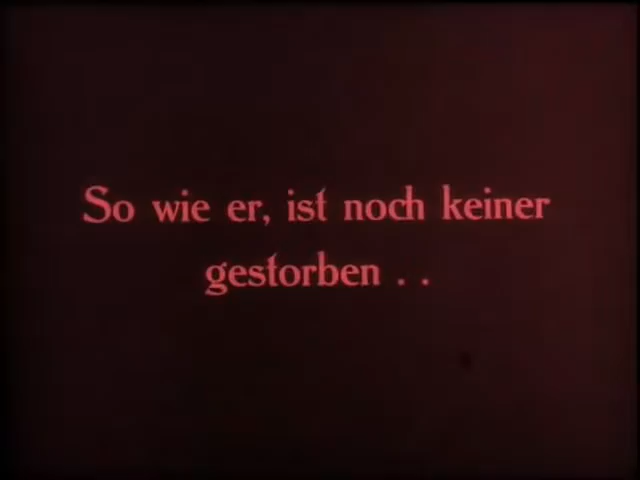 So wie er, ist noch keiner
gestorben . .